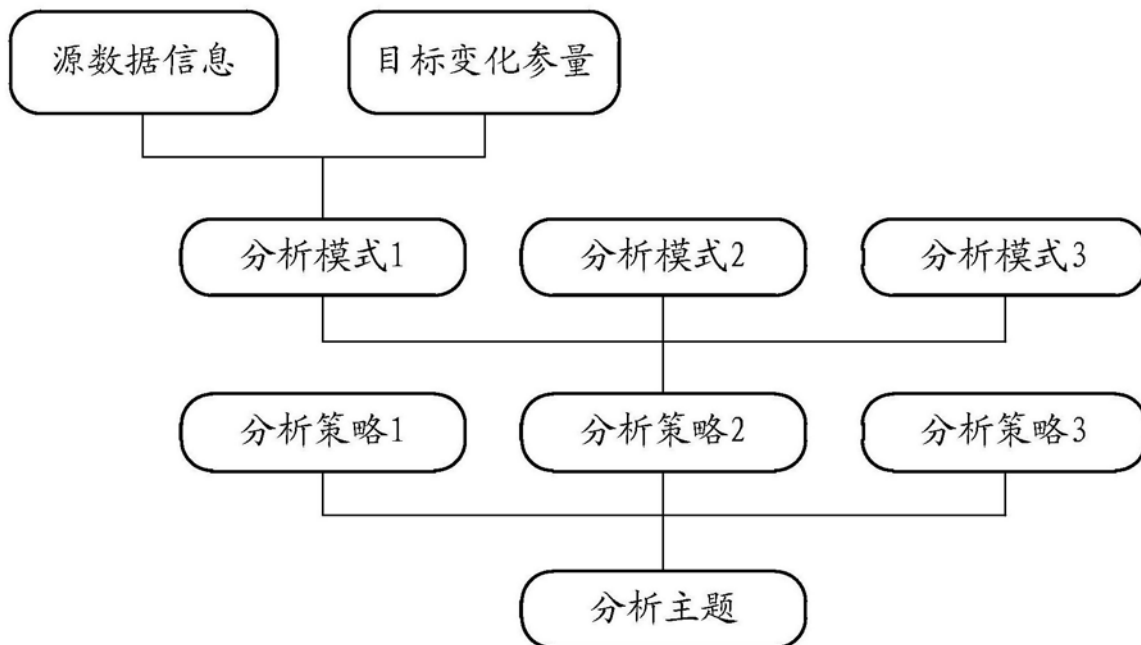 源数据信息
目标变化参量
分析模式1
分析模式2
分析模式3
分析策略1
分析策略2
分析策略3
分析主题